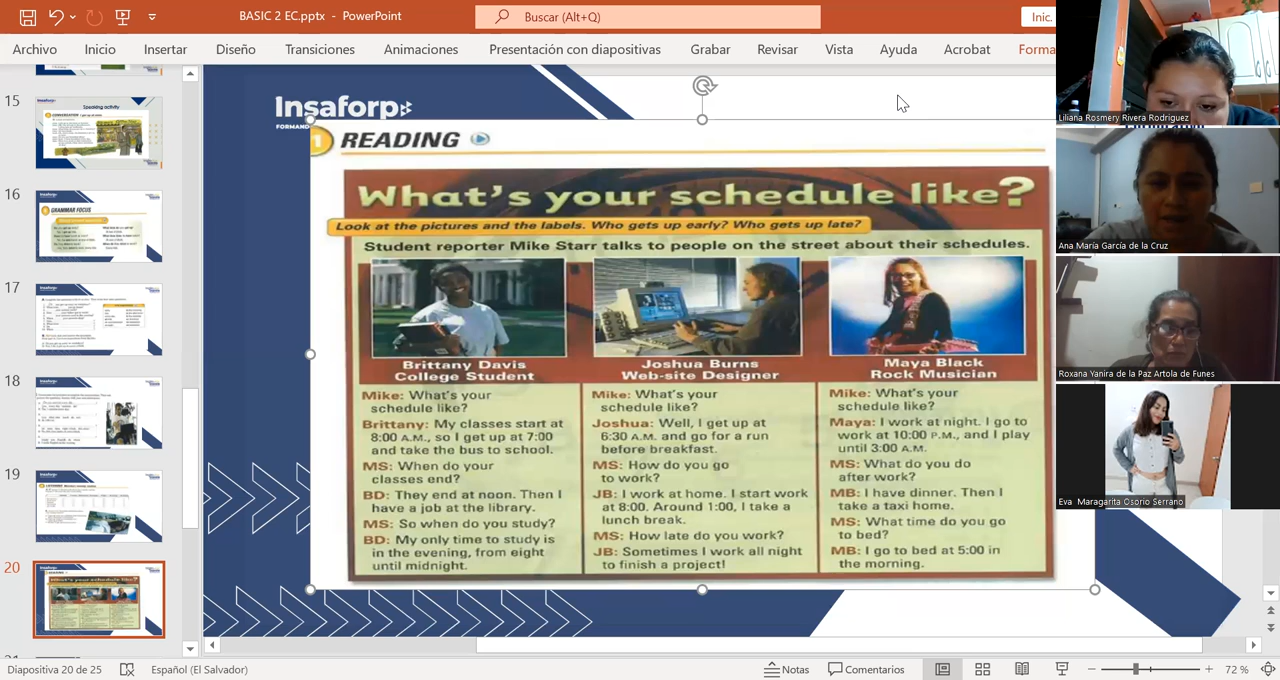 BASIC 2 EC.pptx - PowerPoint
Buscar (Alt+Q)
Inic.
Archivo Inicio Insertar Diseño Transiciones Animaciones Presentación con diapositivas Grabar Revisar Vista Ayuda Acrobat Forma
15
Speaking activity
CONVERSATION
16
GRAMMAR FOCUS
17
18
19
20
Insaforp
FORMAND
READING
What's your schedule like?
Look at the pictures and the labels. Who gets up early? Who gets up late?
Student reporter Mike Starr talks to people on the street about their schedules.
Brittany Davis
College Student
Mike: What's your
schedule like?
Brittany: My classes start at
8:00 A.M., so I get up at 7:00
and take the bus to school.
MS: When do your
classes end?
BD: They end at noon. Then I
have a job at the library.
MS: So when do you study?
BD: My only time to study is
in the evening, from eight
until midnight.
Joshua Burns
Web-site Designer
Mike: What's your
schedule like?
Joshua: Well, I get up at
6:30 A.M. and go for a run
before breakfast.
MS: How do you go
to work?
JB: I work at home. I start work
at 8:00. Around 1:00, I take a
lunch break.
MS: How late do you work?
JB: Sometimes I work all night
to finish a project!
Maya Black
Rock Musician
Mike: What's your
schedule like?
Maya: I work at night. I go to
work at 10:00 P.M., and I play
until 3:00 A.M.
MS: What do you do
after work?
MB: I have dinner. Then I
take a taxi home.
MS: What time do you go
to bed?
MB: I go to bed at 5:00 in
the morning.
Liliana Rosmery Rivera Rodriguez
Ana María García de la Cruz
Roxana Yanira de la Paz Artola de Funes
Eva Maragarita Osorio Serrano
Diapositiva 20 de 25 Español (El Salvador) Notas Comentarios 72 %